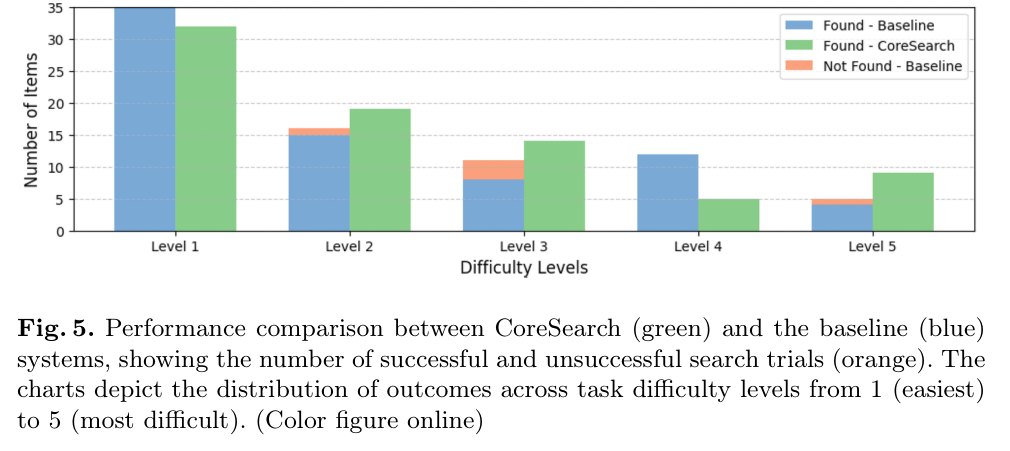 35
30
25
20
15
10
5
0
Number of Items
Found - Baseline
Found - CoreSearch
Not Found - Baseline
Level 1
Level 2
Level 3
Level 4
Level 5
Difficulty Levels
Fig. 5. Performance comparison between CoreSearch (green) and the baseline (blue)
systems, showing the number of successful and unsuccessful search trials (orange). The
charts depict the distribution of outcomes across task difficulty levels from 1 (easiest)
to 5 (most difficult). (Color figure online)